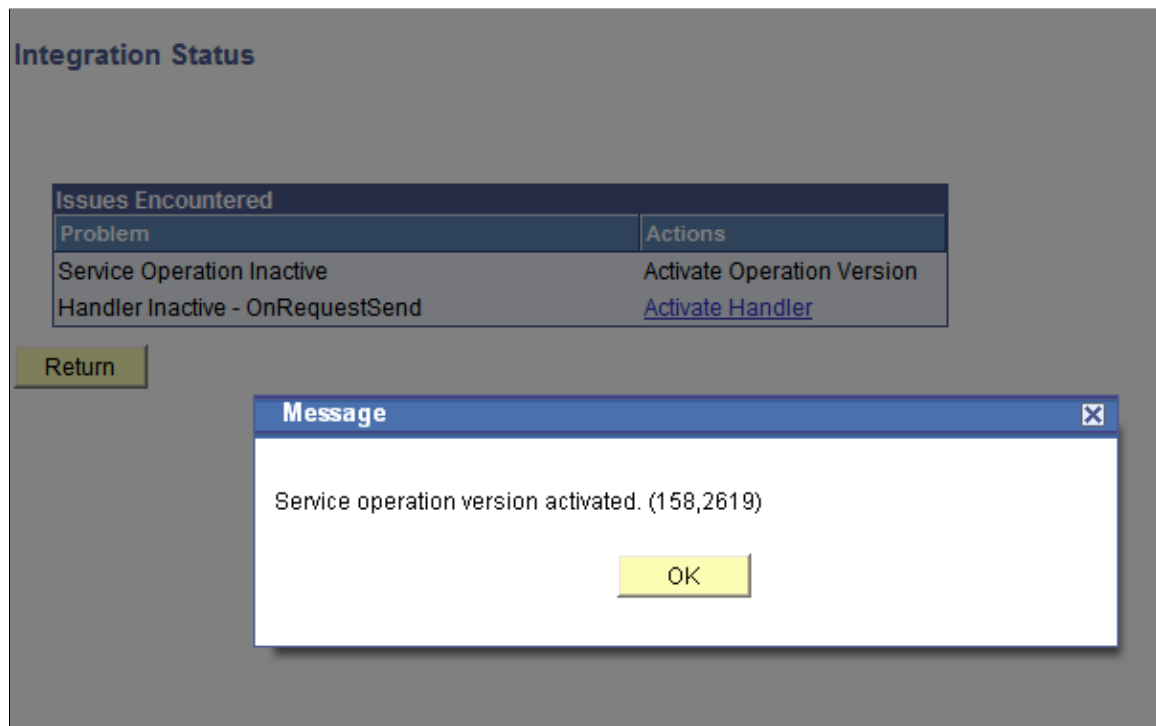 Integration Status
Issues Encountered
Problem Actions
Service Operation Inactive Activate Operation Version
Handler Inactive - OnRequestSend Activate Handler
Return
Message
Service operation version activated. (158,2619)
OK